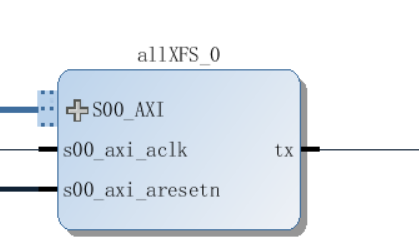 allXFS_0
S00_AXI
s00_axi_aclk tx
s00_axi_aresetn